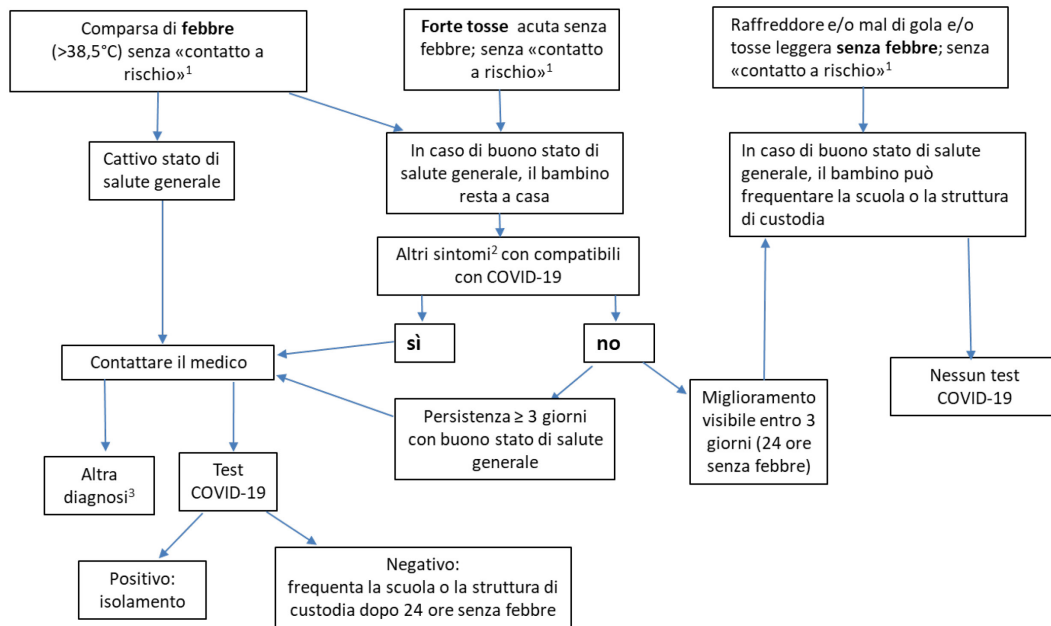 Comparsa di febbre
(>38,5°C) senza «contatto a
rischio»1
Forte tosse acuta senza
febbre; senza «contatto
a rischio»1
Raffreddore e/o mal di gola e/o
tosse leggera senza febbre; senza
«contatto a rischio»1
Cattivo stato di
salute generale
In caso di buono stato di
salute generale, il bambino
resta a casa
In caso di buono stato di salute
generale, il bambino può
frequentare la scuola o la struttura
di custodia
Altri sintomi2 con compatibili
con COVID-19
sì
no
Contattare il medico
Nessun test
COVID-19
Persistenza ≥ 3 giorni
con buono stato di salute
generale
Miglioramento
visibile entro 3
giorni (24 ore
senza febbre)
Altra
diagnosi3
Test
COVID-19
Positivo:
isolamento
Negativo:
frequenta la scuola o la struttura di
custodia dopo 24 ore senza febbre